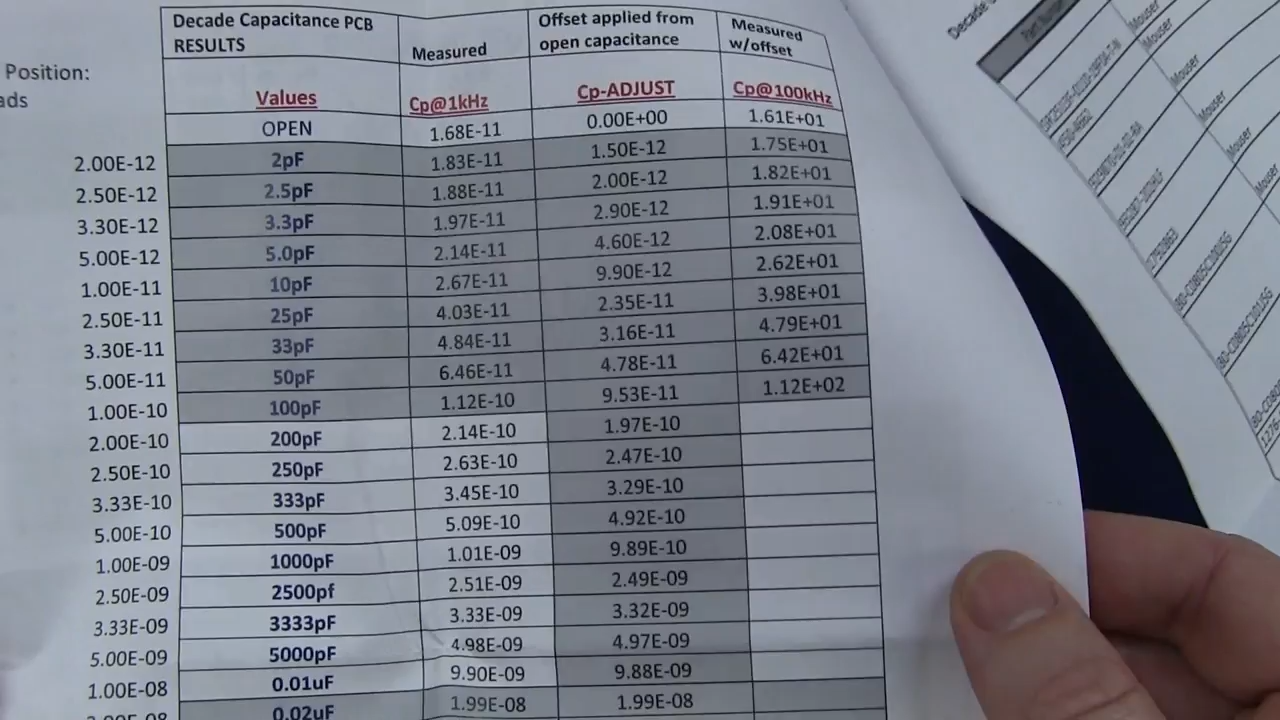 Decade Capacitance PCB
RESULTS
Measured
Offset applied from
open capacitance
Measured
w/offset
Position:
ads
Values
Cp@1kHz
Cp-ADJUST
Cp@100kHz
OPEN 1.68E-11 0.00E+00 1.61E+01
2.00E-12 2pF 1.83E-11 1.50E-12 1.75E+01
2.50E-12 2.5pF 1.88E-11 2.00E-12 1.82E+01
3.30E-12 3.3pF 1.97E-11 2.90E-12 1.91E+01
5.00E-12 5.0pF 2.14E-11 4.60E-12 2.08E+01
1.00E-11 10pF 2.67E-11 9.90E-12 2.62E+01
2.50E-11 25pF 4.03E-11 2.35E-11 3.98E+01
3.30E-11 33pF 4.84E-11 3.16E-11 4.79E+01
5.00E-11 50pF 6.46E-11 4.78E-11 6.42E+01
1.00E-10 100pF 1.12E-10 9.53E-11 1.12E+02
2.00E-10 200pF 2.14E-10 1.97E-10
2.50E-10 250pF 2.63E-10 2.47E-10
3.33E-10 333pF 3.45E-10 3.29E-10
5.00E-10 500pF 5.09E-10 4.92E-10
1.00E-09 1000pF 1.01E-09 9.89E-10
2.50E-09 2500pf 2.51E-09 2.49E-09
3.33E-09 3333pF 3.33E-09 3.32E-09
5.00E-09 5000pF 4.98E-09 4.97E-09
1.00E-08 0.01uF 9.90E-09 9.88E-09
2.00E-08 0.02uF 1.99E-08 1.99E-08
Decade
Mouser
Mouser
Mouser
Mouser
Mouser